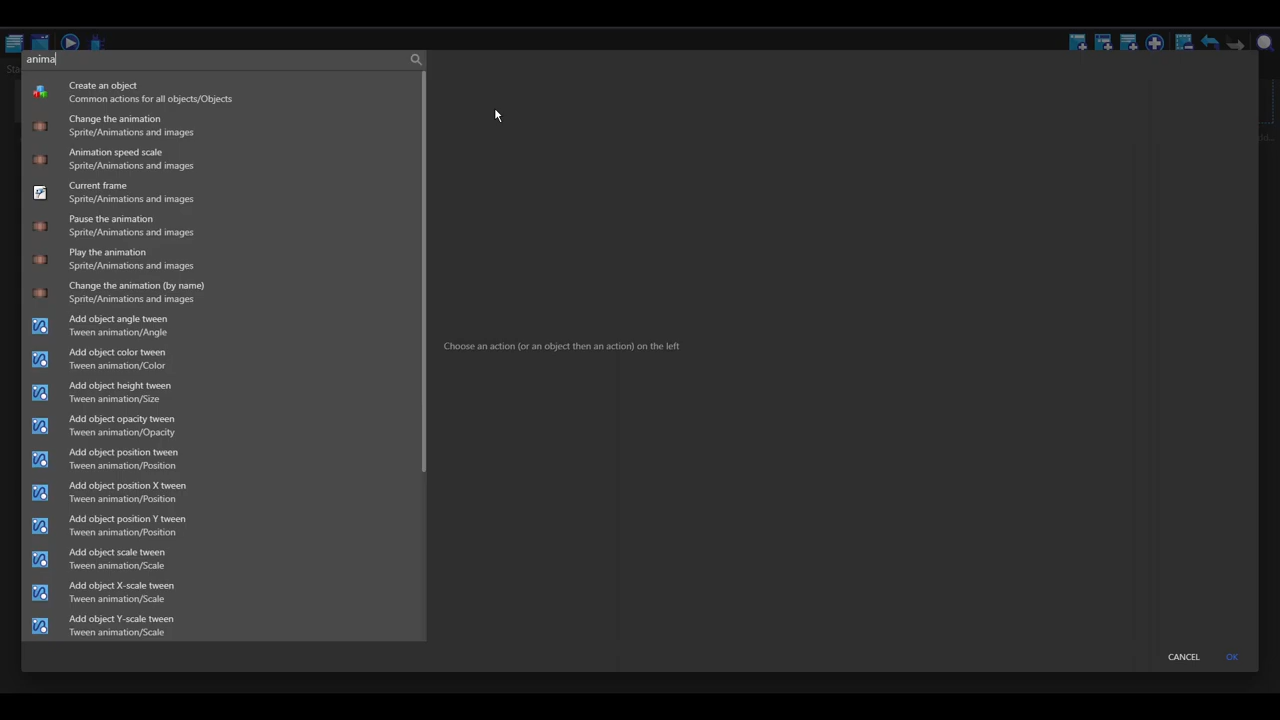 anima
Create an object
Common actions for all objects/Objects
Change the animation
Sprite/Animations and images
Animation speed scale
Sprite/Animations and images
Current frame
Sprite/Animations and images
Pause the animation
Sprite/Animations and images
Play the animation
Sprite/Animations and images
Change the animation (by name)
Sprite/Animations and images
Add object angle tween
Tween animation/Angle
Add object color tween
Tween animation/Color
Add object height tween
Tween animation/Size
Add object opacity tween
Tween animation/Opacity
Add object position tween
Tween animation/Position
Add object position X tween
Tween animation/Position
Add object position Y tween
Tween animation/Position
Add object scale tween
Tween animation/Scale
Add object X-scale tween
Tween animation/Scale
Add object Y-scale tween
Tween animation/Scale
Choose an action (or an object then an action) on the left
CANCEL
OK